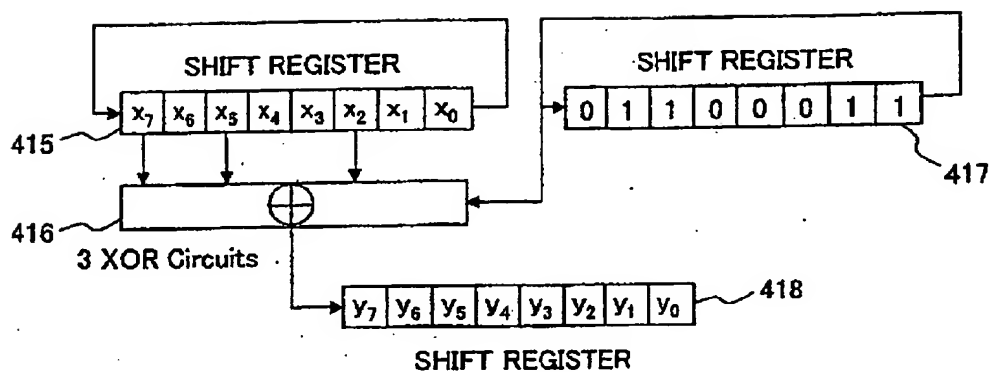 SHIFT REGISTER
SHIFT REGISTER
x₇ x₆ x₅ x₄ x₃ x₂ x₁ x₀
0 1 1 0 0 0 1 1
415
417
416
3 XOR Circuits
y₇ y₆ y₅ y₄ y₃ y₂ y₁ y₀
418
SHIFT REGISTER